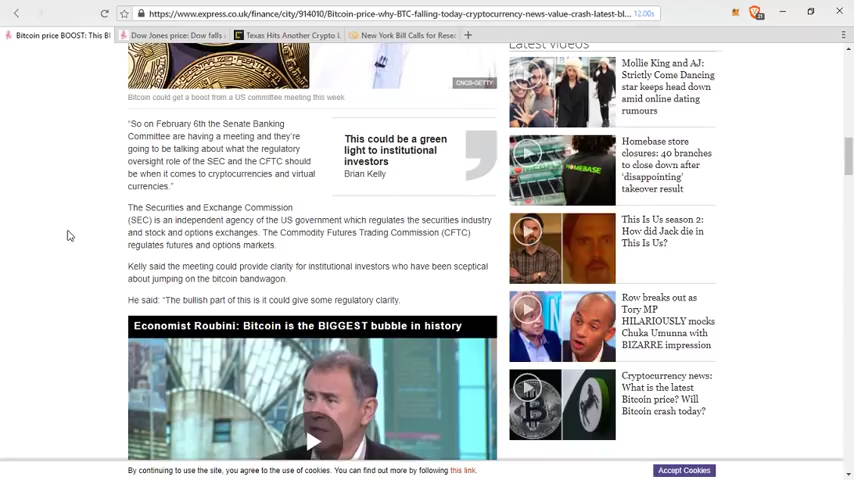 https://www.express.co.uk/finance/city/914010/Bitcoin-price-why-BTC-falling-today-cryptocurrency-news-value-crash-latest-bl...
12.00s
21
Bitcoin price BOOST: This Bi
Dow Jones price: Dow falls
Texas Hits Another Crypto L
New York Bill Calls for Rese
CNCB-GETTY
Bitcoin could get a boost from a US committee meeting this week
“So on February 6th the Senate Banking
Committee are having a meeting and they're
going to be talking about what the regulatory
oversight role of the SEC and the CFTC should
be when it comes to cryptocurrencies and virtual
currencies.”
This could be a green
light to institutional
investors
Brian Kelly
The Securities and Exchange Commission
(SEC) is an independent agency of the US government which regulates the securities industry
and stock and options exchanges. The Commodity Futures Trading Commission (CFTC)
regulates futures and options markets.
Kelly said the meeting could provide clarity for institutional investors who have been sceptical
about jumping on the bitcoin bandwagon.
He said: “The bullish part of this is it could give some regulatory clarity.
Economist Roubini: Bitcoin is the BIGGEST bubble in history
Latest videos
Mollie King and AJ:
Strictly Come Dancing
star keeps head down
amid online dating
rumours
HOMEBASE
Homebase store
closures: 40 branches
to close down after
‘disappointing’
takeover result
This Is Us season 2:
How did Jack die in
This Is Us?
Row breaks out as
Tory MP
HILARIOUSLY mocks
Chuka Umunna with
BIZARRE impression
Cryptocurrency news:
What is the latest
Bitcoin price? Will
Bitcoin crash today?
By continuing to use the site, you agree to the use of cookies. You can find out more by following this link.
Accept Cookies